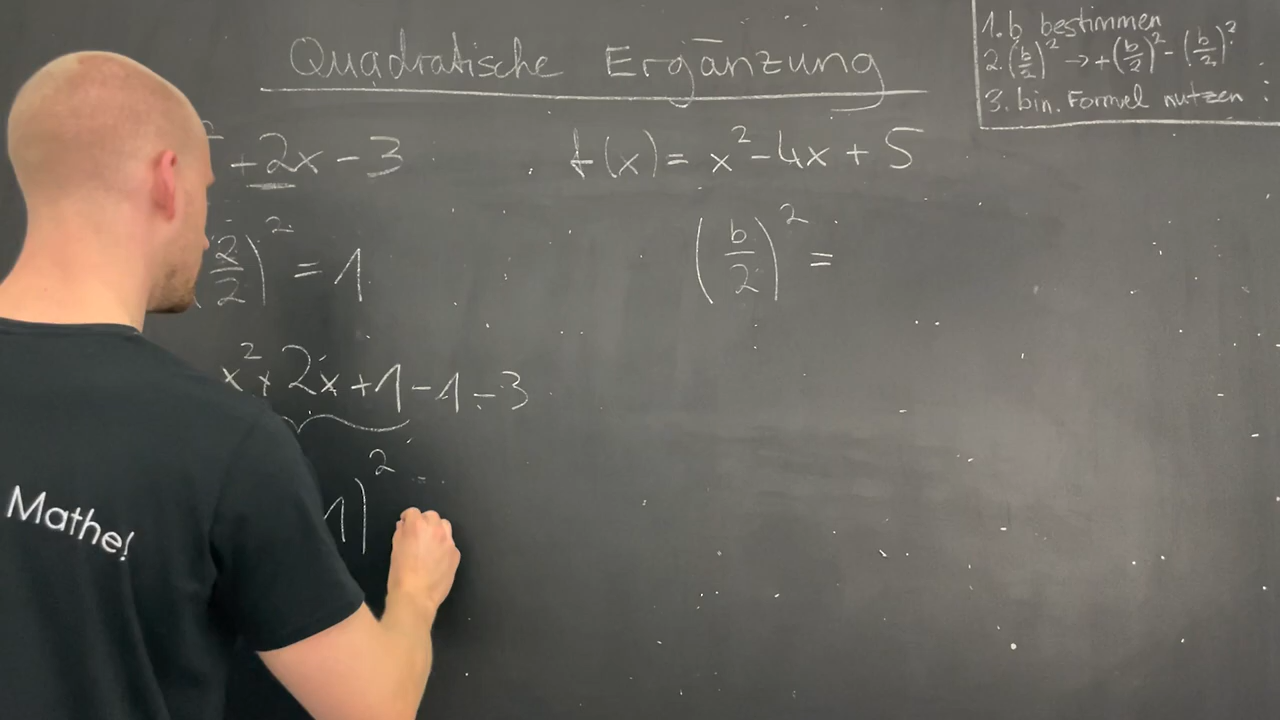 Quadratische Ergänzung
1. b bestimmen
2. (b/2)² → +(b/2)² - (b/2)²
3. bin. Formel nutzen :
² +2x - 3
2/2)² = 1
x² + 2x + 1 - 1 - 3
1)²
f(x) = x² - 4x + 5
(b/2)² =
Mathe!